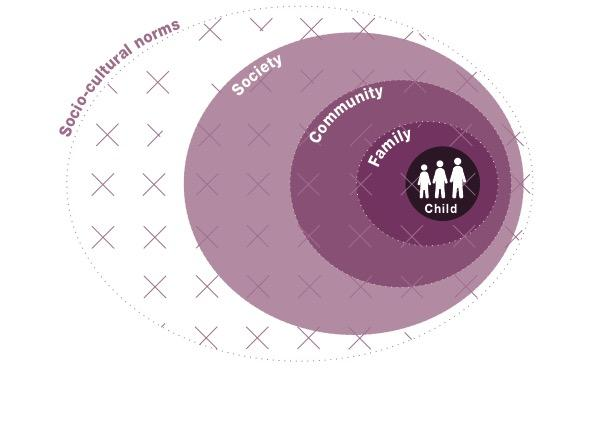 Socio-cultural norms
Society
Community
Family
Child